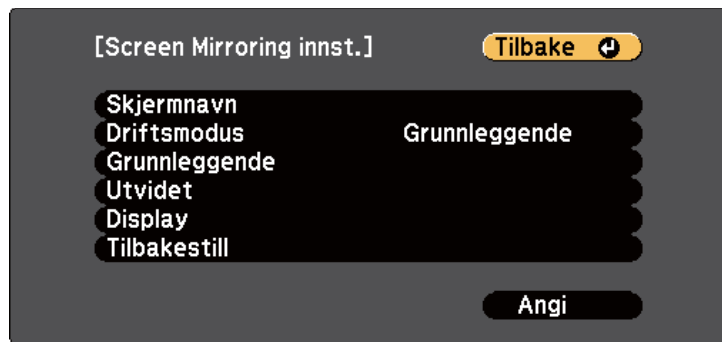 [Screen Mirroring innst.] Tilbake
Skjermnavn
Driftsmodus Grunnleggende
Grunnleggende
Utvidet
Display
Tilbakestill
Angi